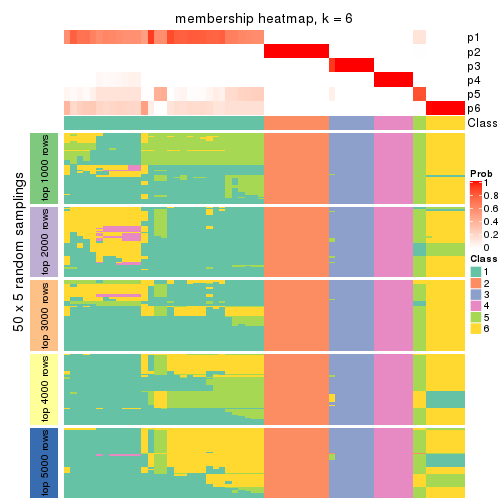 membership heatmap, k = 6
p1
p2
p3
p4
p5
p6
Class
50 x 5 random samplings
top 1000 rows
top 2000 rows
top 3000 rows
top 4000 rows
top 5000 rows
Prob
1
0.8
0.6
0.4
0.2
0
Class
1
2
3
4
5
6